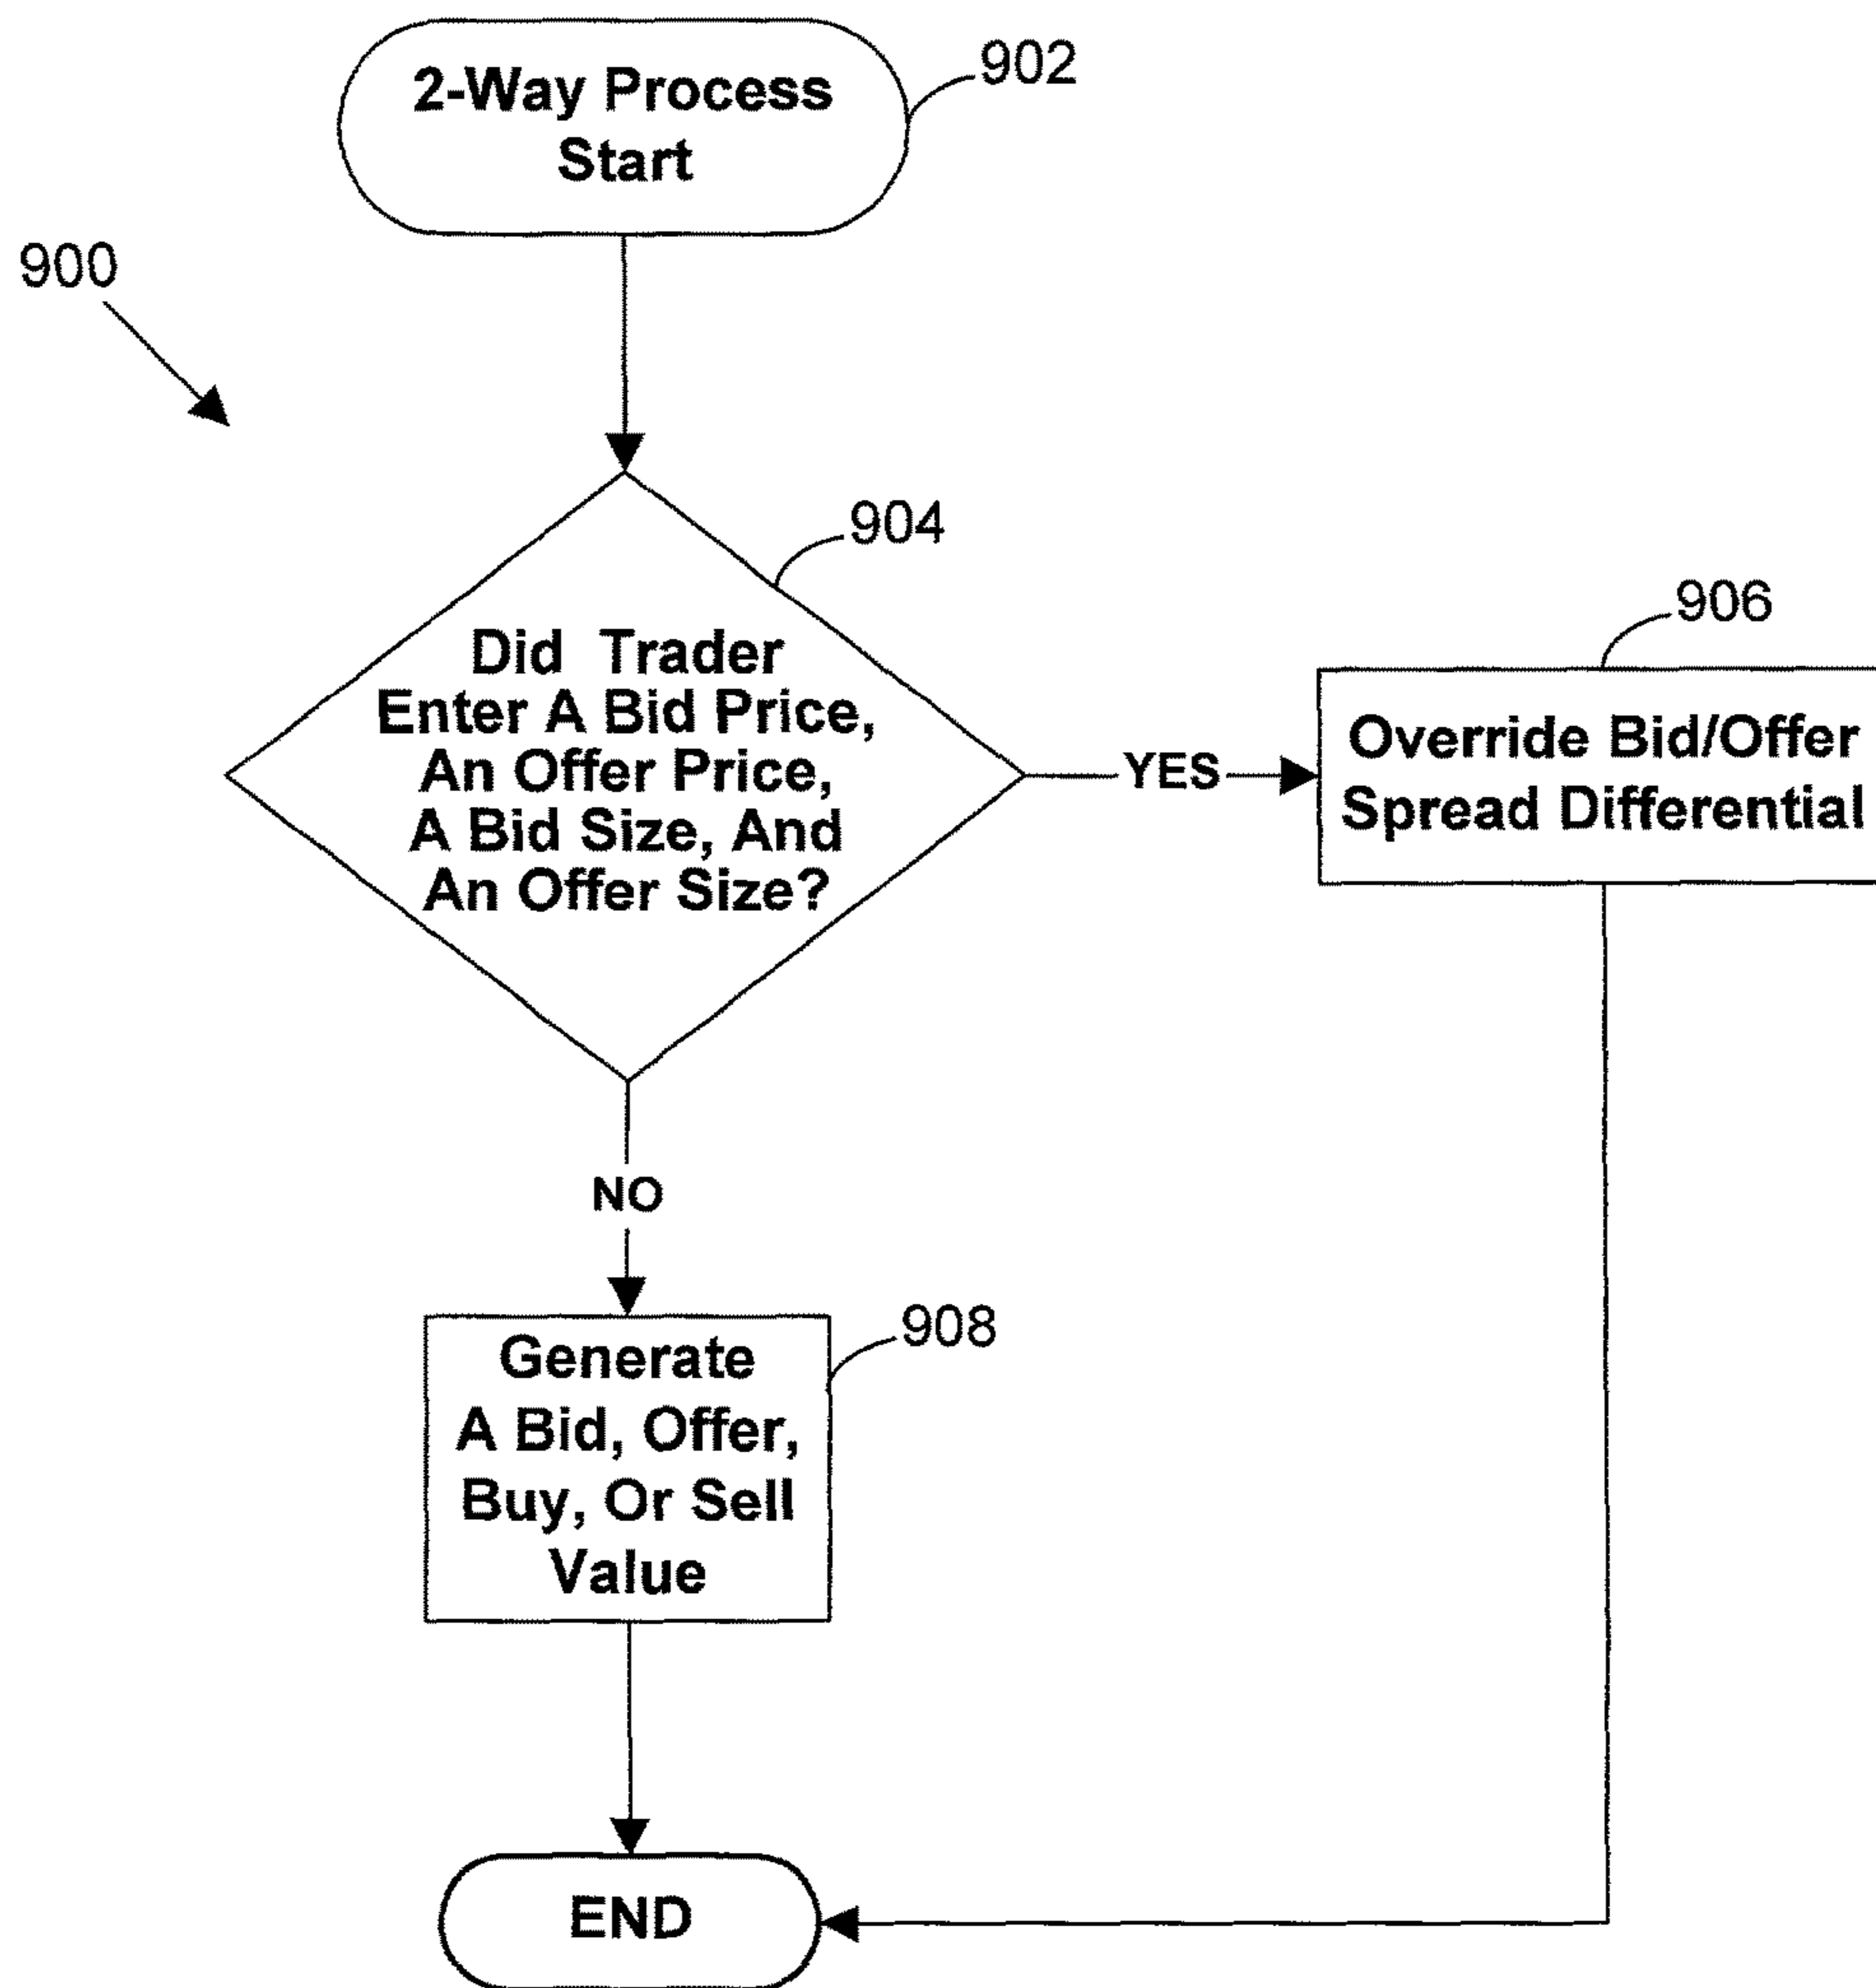 2-Way Process
Start
902
900
904
Did Trader
Enter A Bid Price,
An Offer Price,
A Bid Size, And
An Offer Size?
YES
906
Override Bid/Offer
Spread Differential
NO
908
Generate
A Bid, Offer,
Buy, Or Sell
Value
END